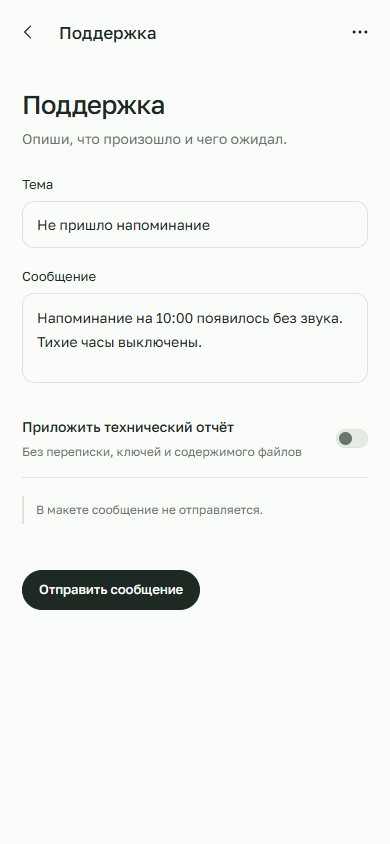 Поддержка
Поддержка
Опиши, что произошло и чего ожидал.
Тема
Не пришло напоминание
Сообщение
Напоминание на 10:00 появилось без звука.
Тихие часы выключены.
Приложить технический отчёт
Без переписки, ключей и содержимого файлов
В макете сообщение не отправляется.
Отправить сообщение